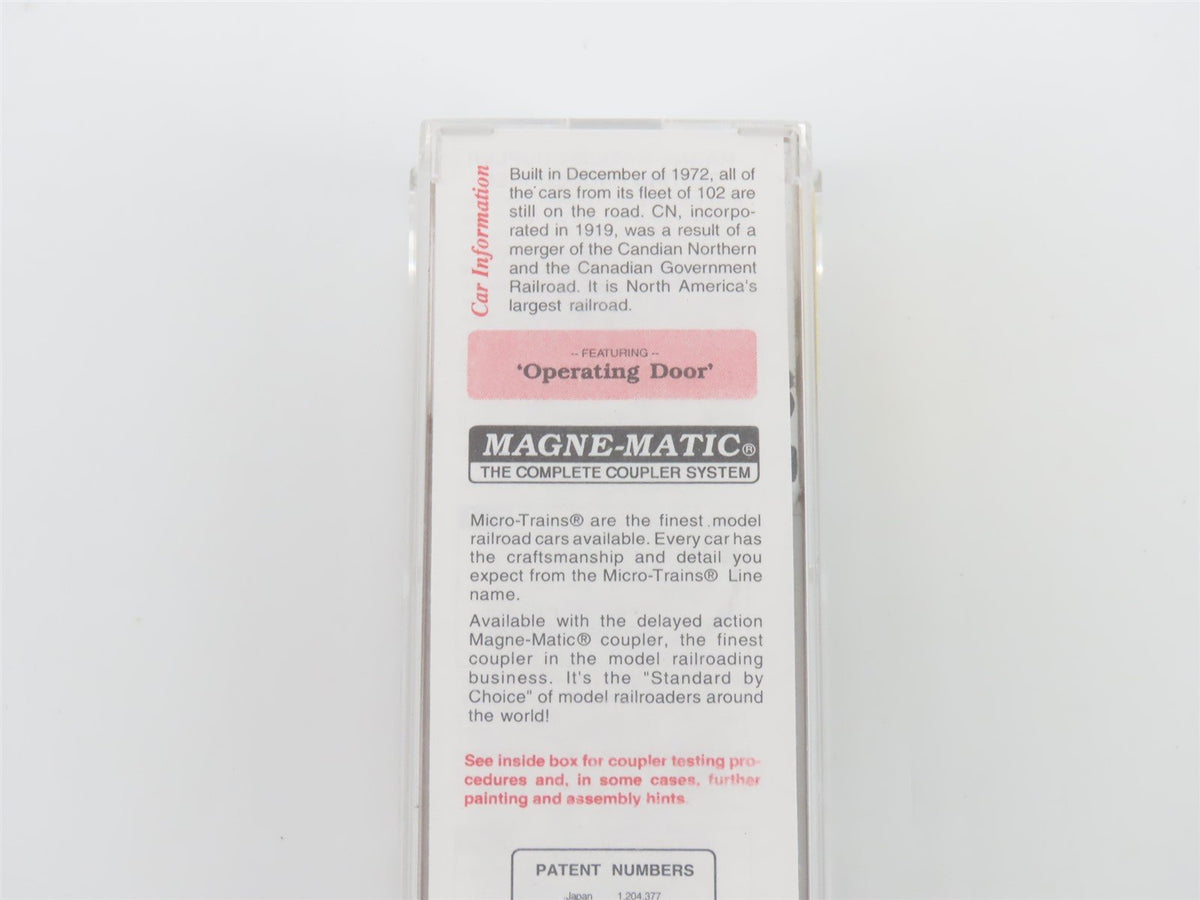 Car Information
Built in December of 1972, all of
the cars from its fleet of 102 are
still on the road. CN, incorpo-
rated in 1919, was a result of a
merger of the Candian Northern
and the Canadian Government
Railroad. It is North America's
largest railroad.
-- FEATURING --
'Operating Door'
MAGNE-MATIC®
THE COMPLETE COUPLER SYSTEM
Micro-Trains® are the finest model
railroad cars available. Every car has
the craftsmanship and detail you
expect from the Micro-Trains® Line
name.
Available with the delayed action
Magne-Matic® coupler, the finest
coupler in the model railroading
business. It's the "Standard by
Choice" of model railroaders around
the world!
See inside box for coupler testing pro-
cedures and, in some cases, further
painting and assembly hints.
PATENT NUMBERS
Japan 1,204,377